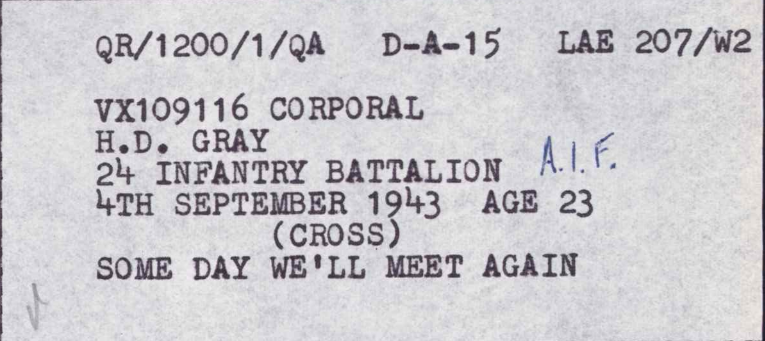 QR/1200/1/QA D-A-15 LAE 207/W2
VX109116 CORPORAL
H.D. GRAY
24 INFANTRY BATTALION A.I.F.
4TH SEPTEMBER 1943 AGE 23
(CROSS)
SOME DAY WE'LL MEET AGAIN